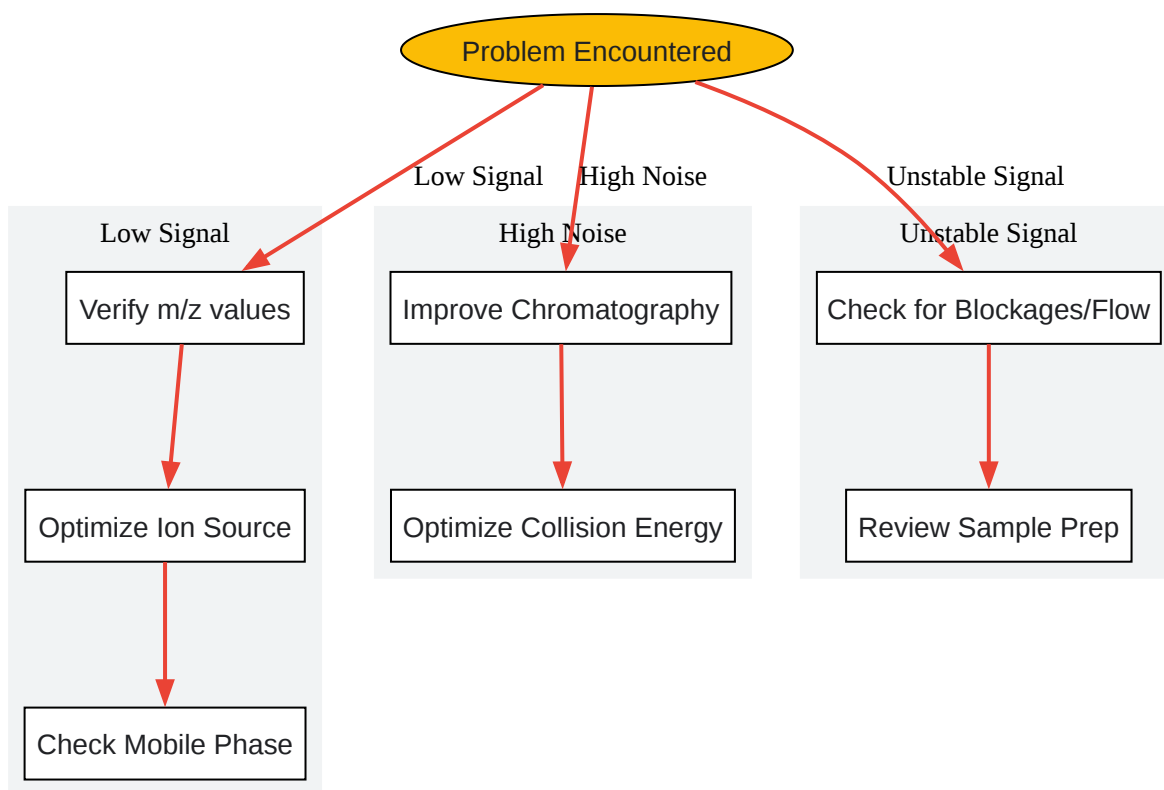 Problem Encountered
Low Signal
High Noise
Unstable Signal
Low Signal
High Noise
Unstable Signal
Verify m/z values
Improve Chromatography
Check for Blockages/Flow
Optimize Ion Source
Optimize Collision Energy
Review Sample Prep
Check Mobile Phase